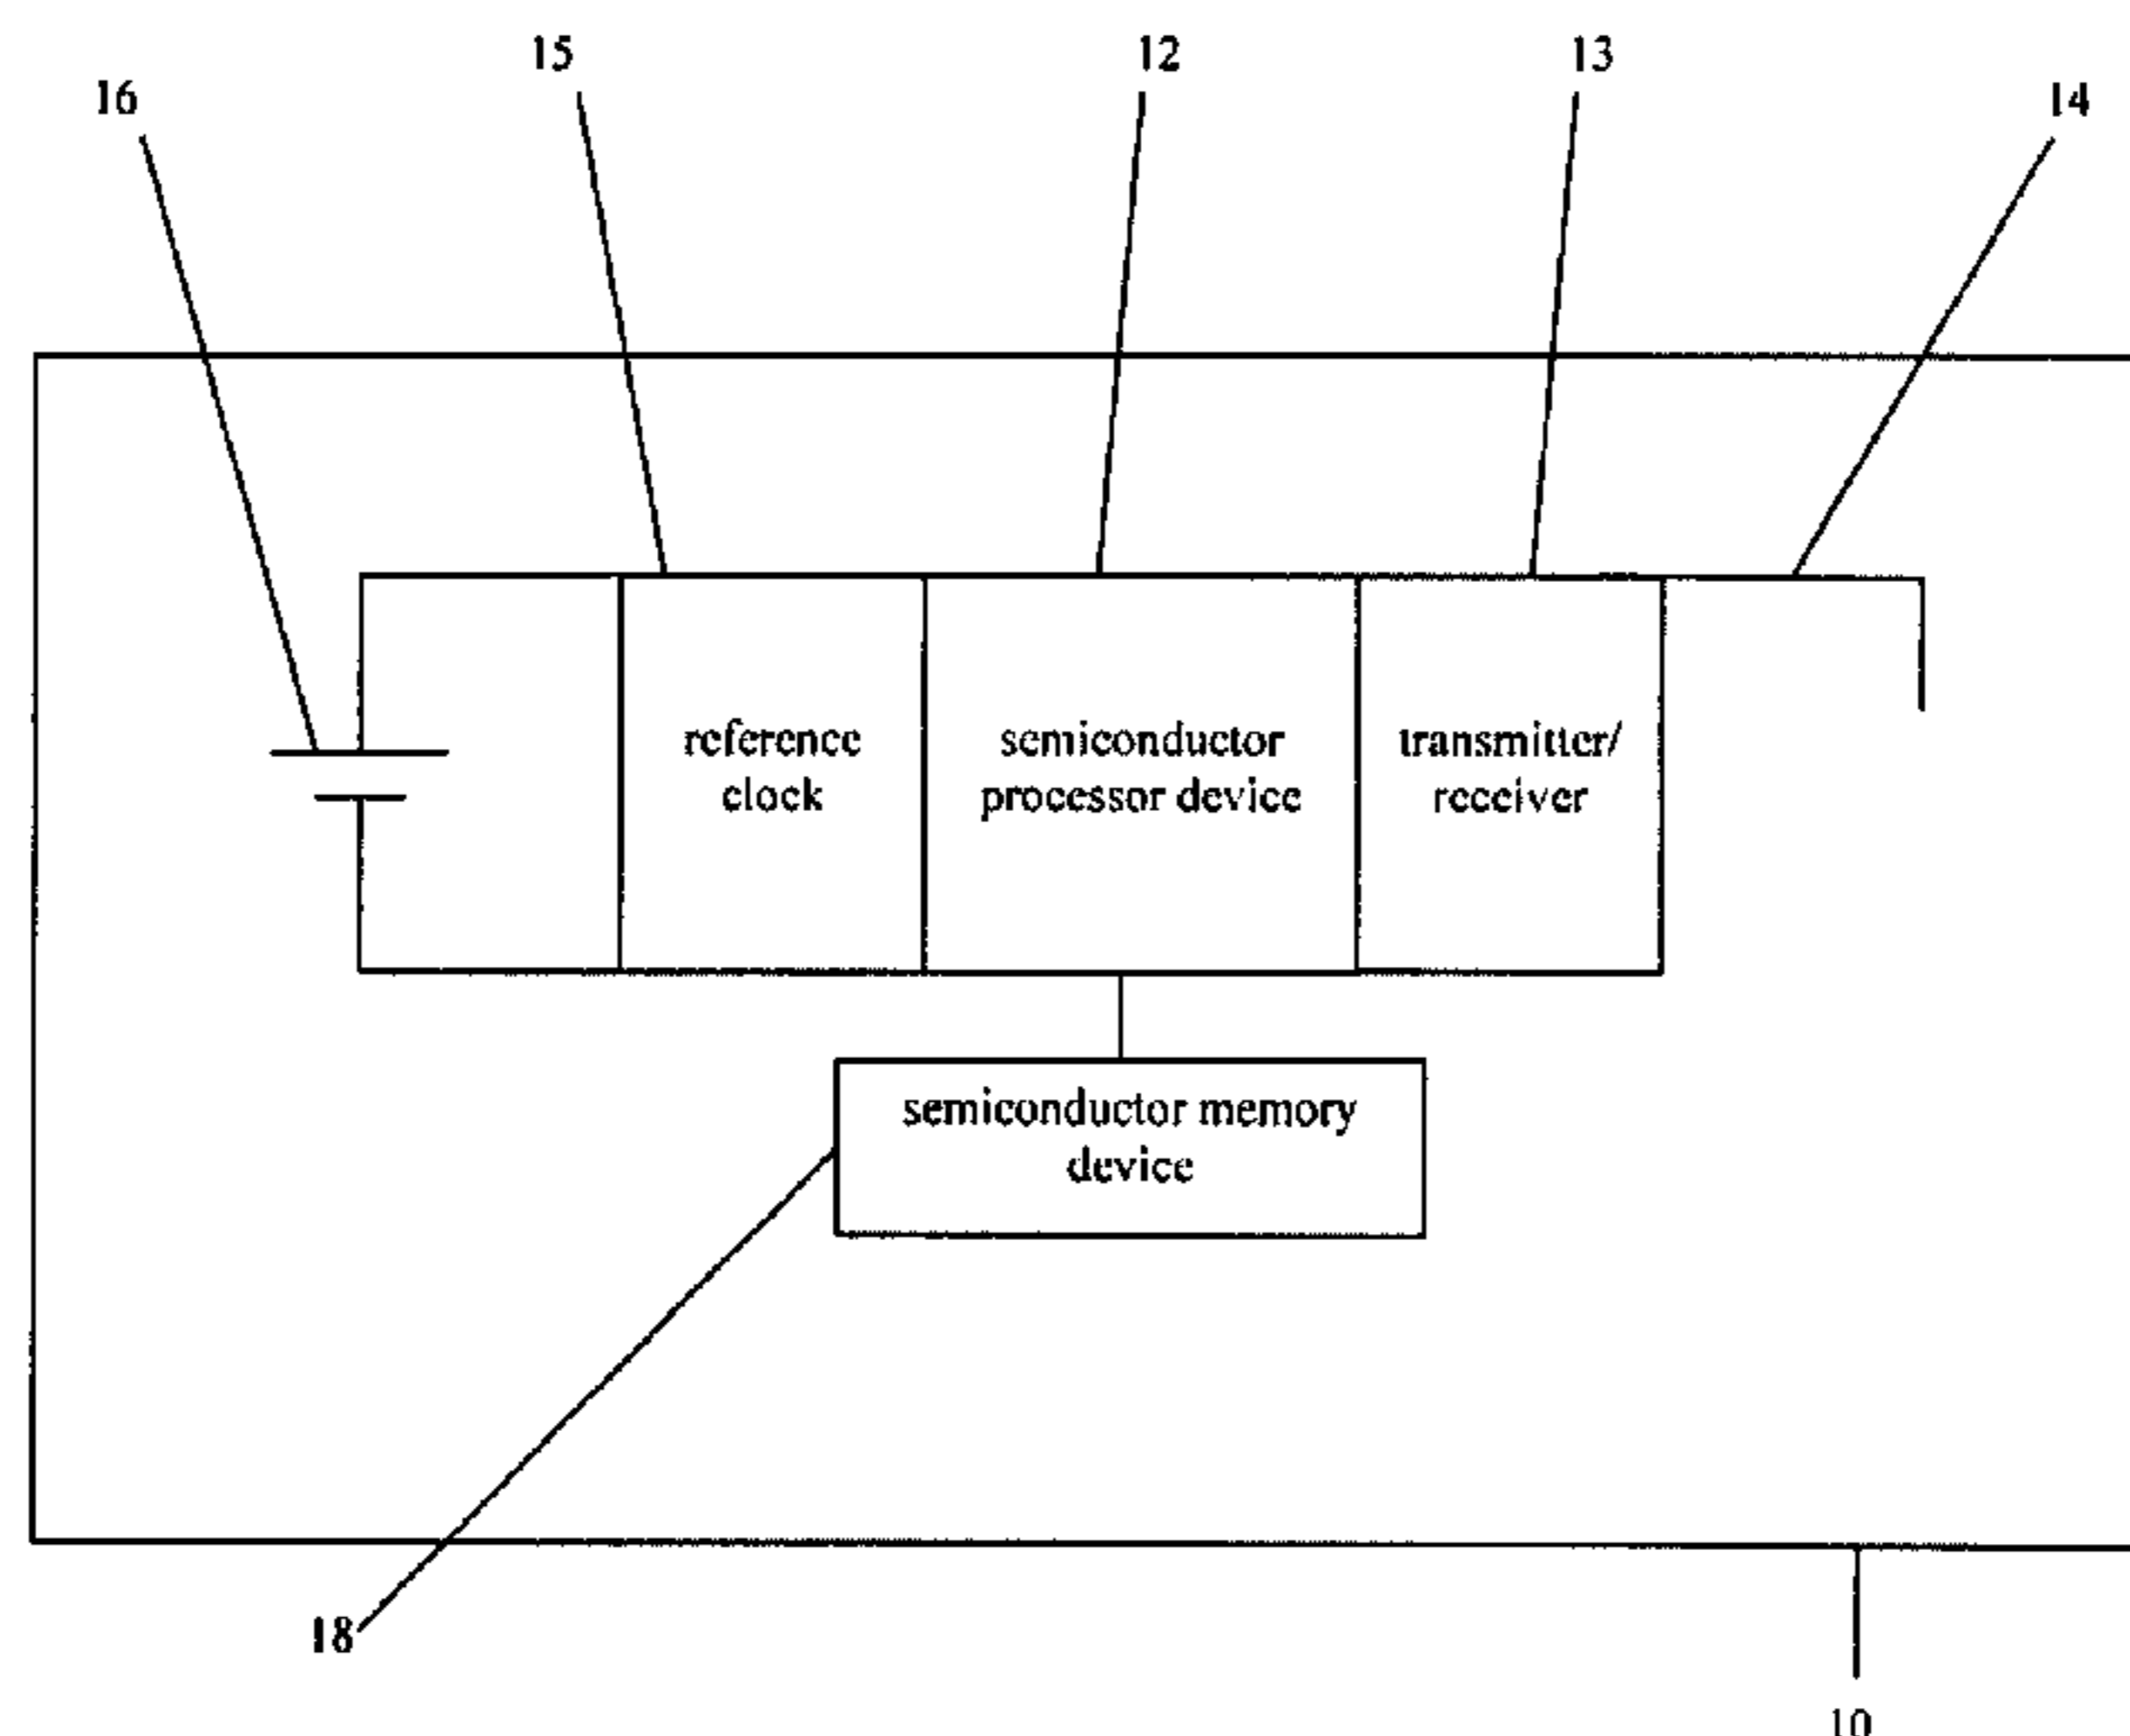 15
12
13
16
14
reference
clock
semiconductor
processor device
transmitter/
receiver
semiconductor memory
device
18
10